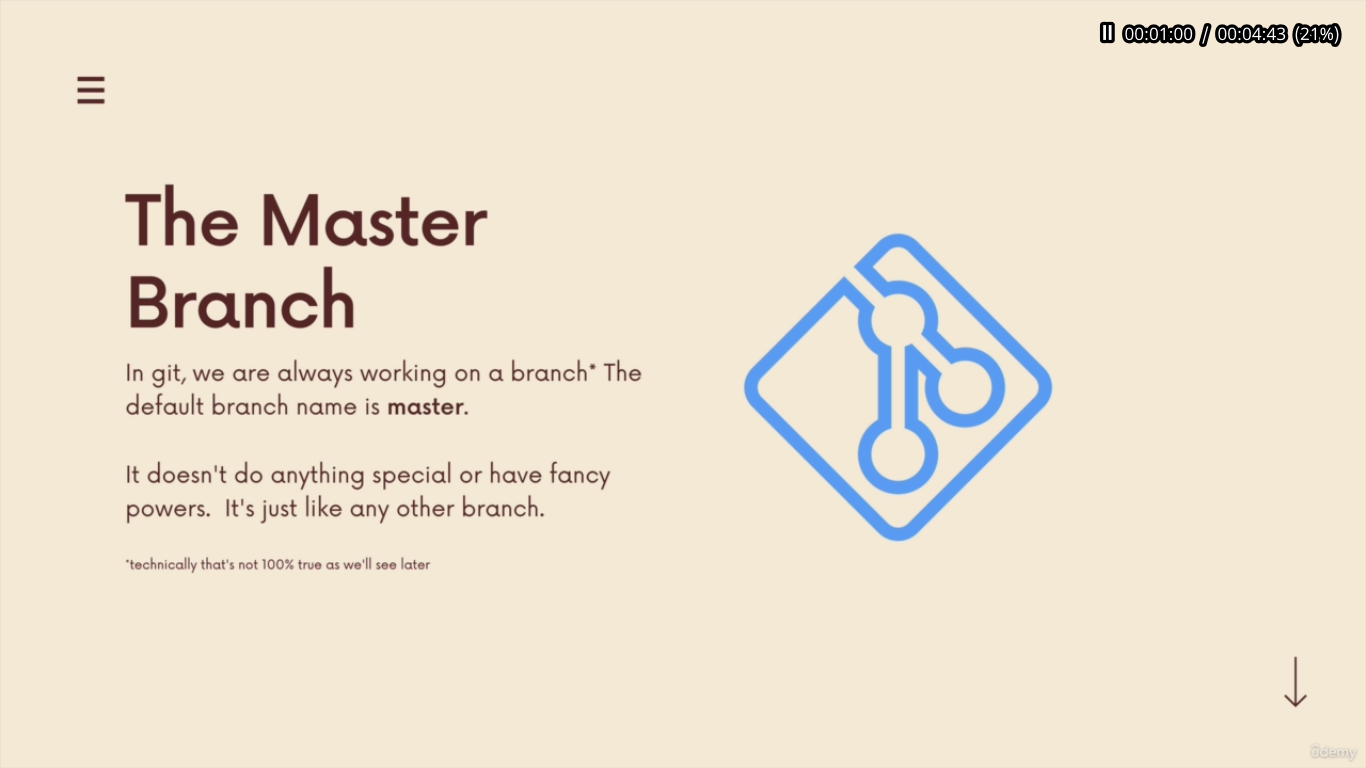 00:01:00 / 00:04:43 (21%)
The Master
Branch
In git, we are always working on a branch* The
default branch name is master.
It doesn't do anything special or have fancy
powers.  It's just like any other branch.
*technically that's not 100% true as we'll see later
ûdemy